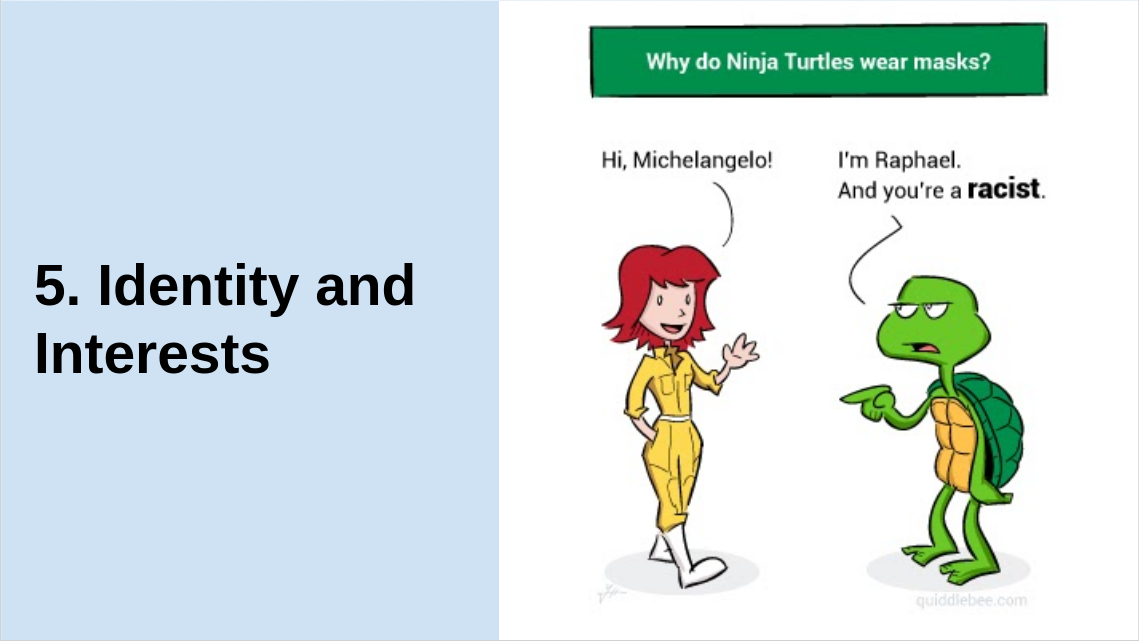 5. Identity and
Interests
Why do Ninja Turtles wear masks?
Hi, Michelangelo!
I'm Raphael.
And you're a racist.
quiddlebee.com